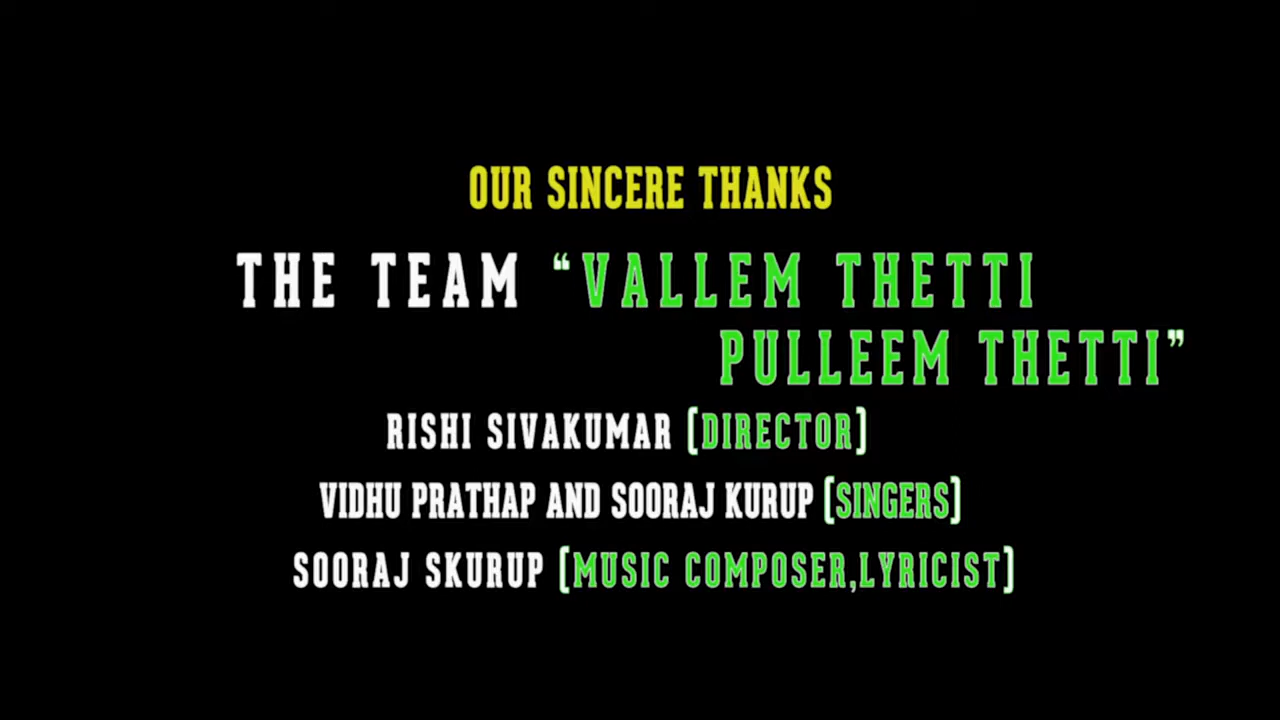 OUR SINCERE THANKS
THE TEAM “VALLEM THETTI
PULLEEM THETTI”
RISHI SIVAKUMAR (DIRECTOR)
VIDHU PRATHAP AND SOORAJ KURUP (SINGERS)
SOORAJ SKURUP (MUSIC COMPOSER,LYRICIST)